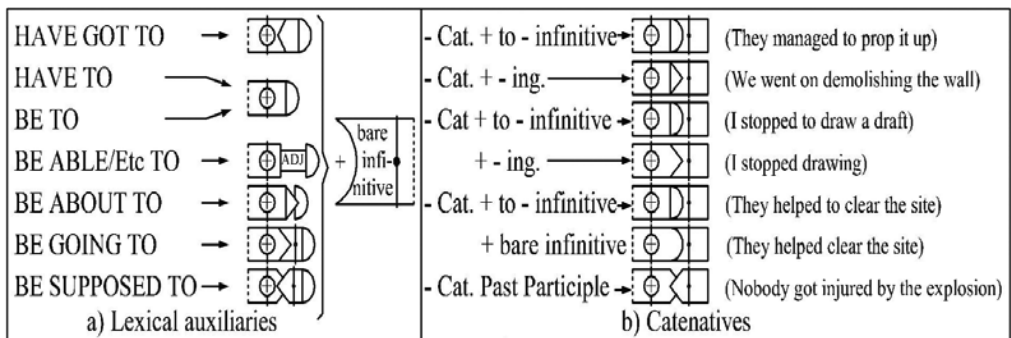 HAVE GOT TO
HAVE TO
BE TO
BE ABLE/Etc TO
BE ABOUT TO
BE GOING TO
BE SUPPOSED TO
ADJ
+
bare
infi-
nitive
a) Lexical auxiliaries
- Cat. + to - infinitive (They managed to prop it up)
- Cat. + - ing. (We went on demolishing the wall)
- Cat + to - infinitive (I stopped to draw a draft)
+ - ing. (I stopped drawing)
- Cat. + to - infinitive (They helped to clear the site)
+ bare infinitive (They helped clear the site)
- Cat. Past Participle (Nobody got injured by the explosion)
b) Catenatives